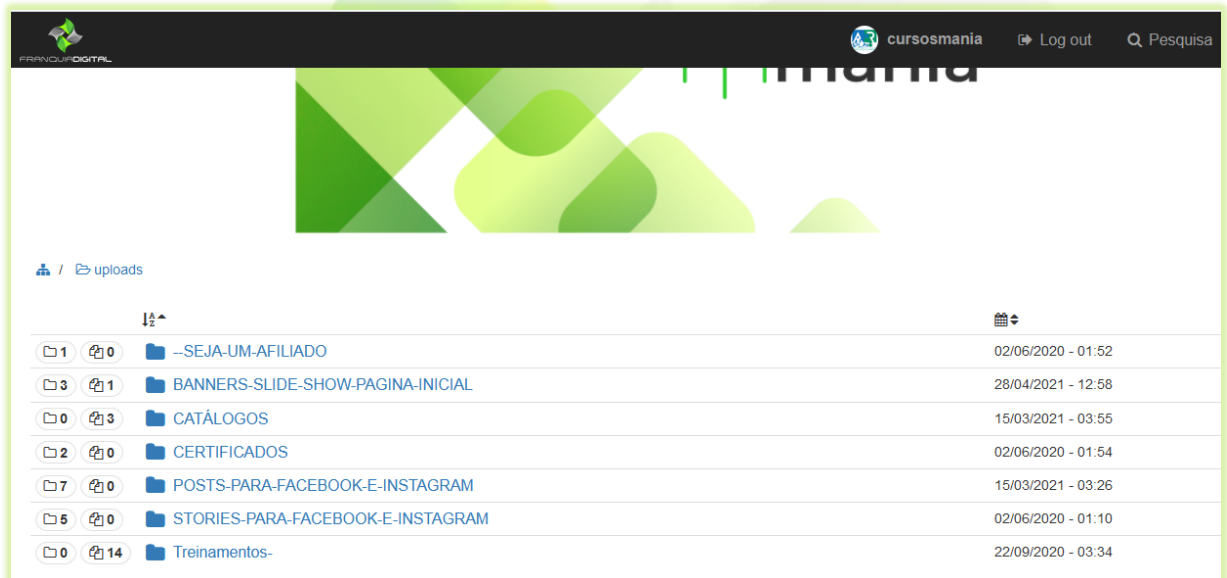 FRANQUIADIGITAL
cursosmania Log out Pesquisa
mania
/ uploads
1 0 --SEJA-UM-AFILIADO 02/06/2020 - 01:52
3 1 BANNERS-SLIDE-SHOW-PAGINA-INICIAL 28/04/2021 - 12:58
0 3 CATÁLOGOS 15/03/2021 - 03:55
2 0 CERTIFICADOS 02/06/2020 - 01:54
7 0 POSTS-PARA-FACEBOOK-E-INSTAGRAM 15/03/2021 - 03:26
5 0 STORIES-PARA-FACEBOOK-E-INSTAGRAM 02/06/2020 - 01:10
0 14 Treinamentos- 22/09/2020 - 03:34